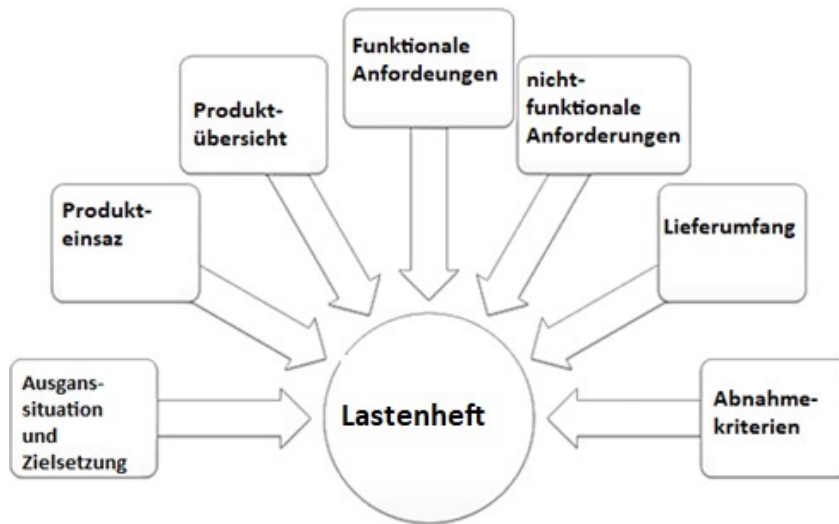 Ausgans-
situation
und
Zielsetzung
Produkt-
einsaz
Produkt-
übersicht
Funktionale
Anfordeungen
nicht-
funktionale
Anforderungen
Lieferumfang
Abnahme-
kriterien
Lastenheft